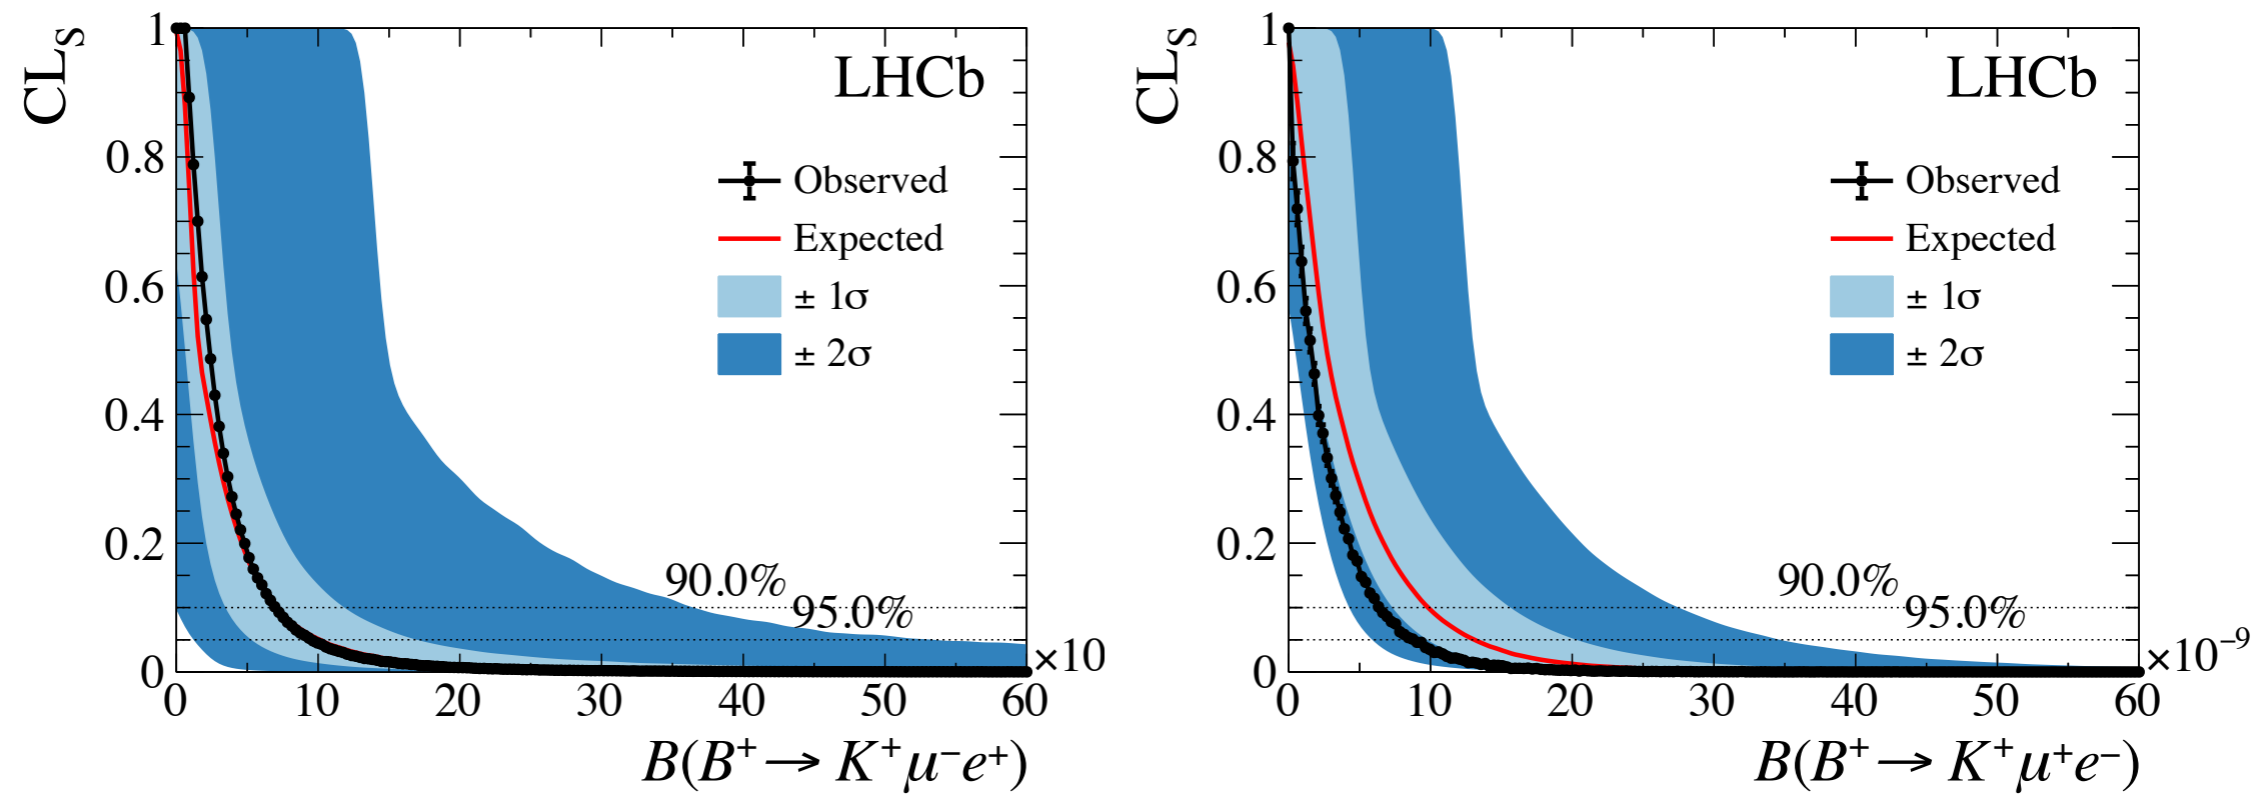 CLS
1
0.8
0.6
0.4
0.2
0
LHCb
Observed
Expected
± 1σ
± 2σ
90.0%
95.0%
×10
0 10 20 30 40 50 60
B(B⁺ → K⁺μ⁻e⁺)
CLS
1
0.8
0.6
0.4
0.2
0
LHCb
Observed
Expected
± 1σ
± 2σ
90.0%
95.0%
×10⁻⁹
0 10 20 30 40 50 60
B(B⁺ → K⁺μ⁺e⁻)